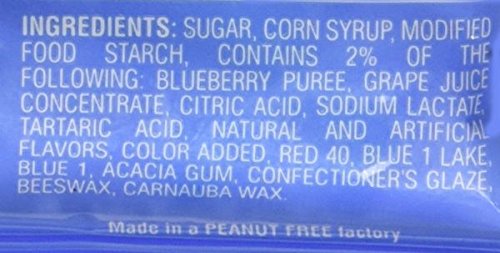 INGREDIENTS: SUGAR, CORN SYRUP, MODIFIED
FOOD STARCH, CONTAINS 2% OF THE
FOLLOWING: BLUEBERRY PUREE, GRAPE JUICE
CONCENTRATE, CITRIC ACID, SODIUM LACTATE,
TARTARIC ACID, NATURAL AND ARTIFICIAL
FLAVORS, COLOR ADDED, RED 40, BLUE 1 LAKE,
BLUE 1, ACACIA GUM, CONFECTIONER'S GLAZE,
BEESWAX, CARNAUBA WAX.
Made in a PEANUT FREE factory